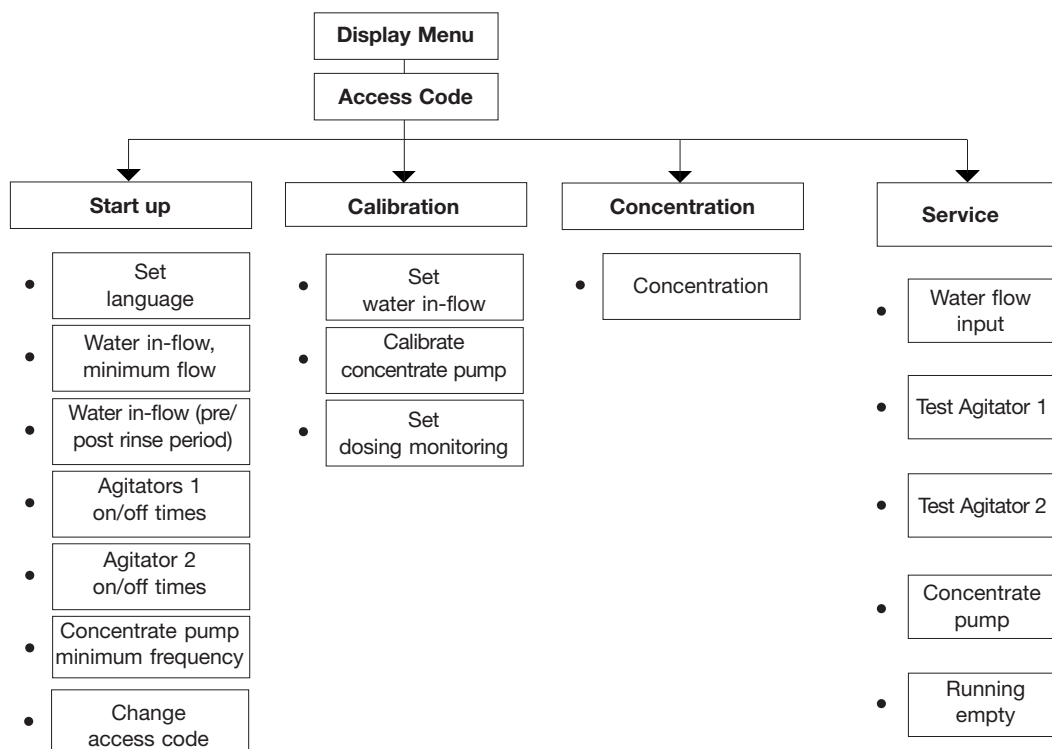 Display Menu
Access Code
Start up
Set
language
Water in-flow,
minimum flow
Water in-flow (pre/
post rinse period)
Agitators 1
on/off times
Agitator 2
on/off times
Concentrate pump
minimum frequency
Change
access code
Calibration
Set
water in-flow
Calibrate
concentrate pump
Set
dosing monitoring
Concentration
Concentration
Service
Water flow
input
Test Agitator 1
Test Agitator 2
Concentrate
pump
Running
empty